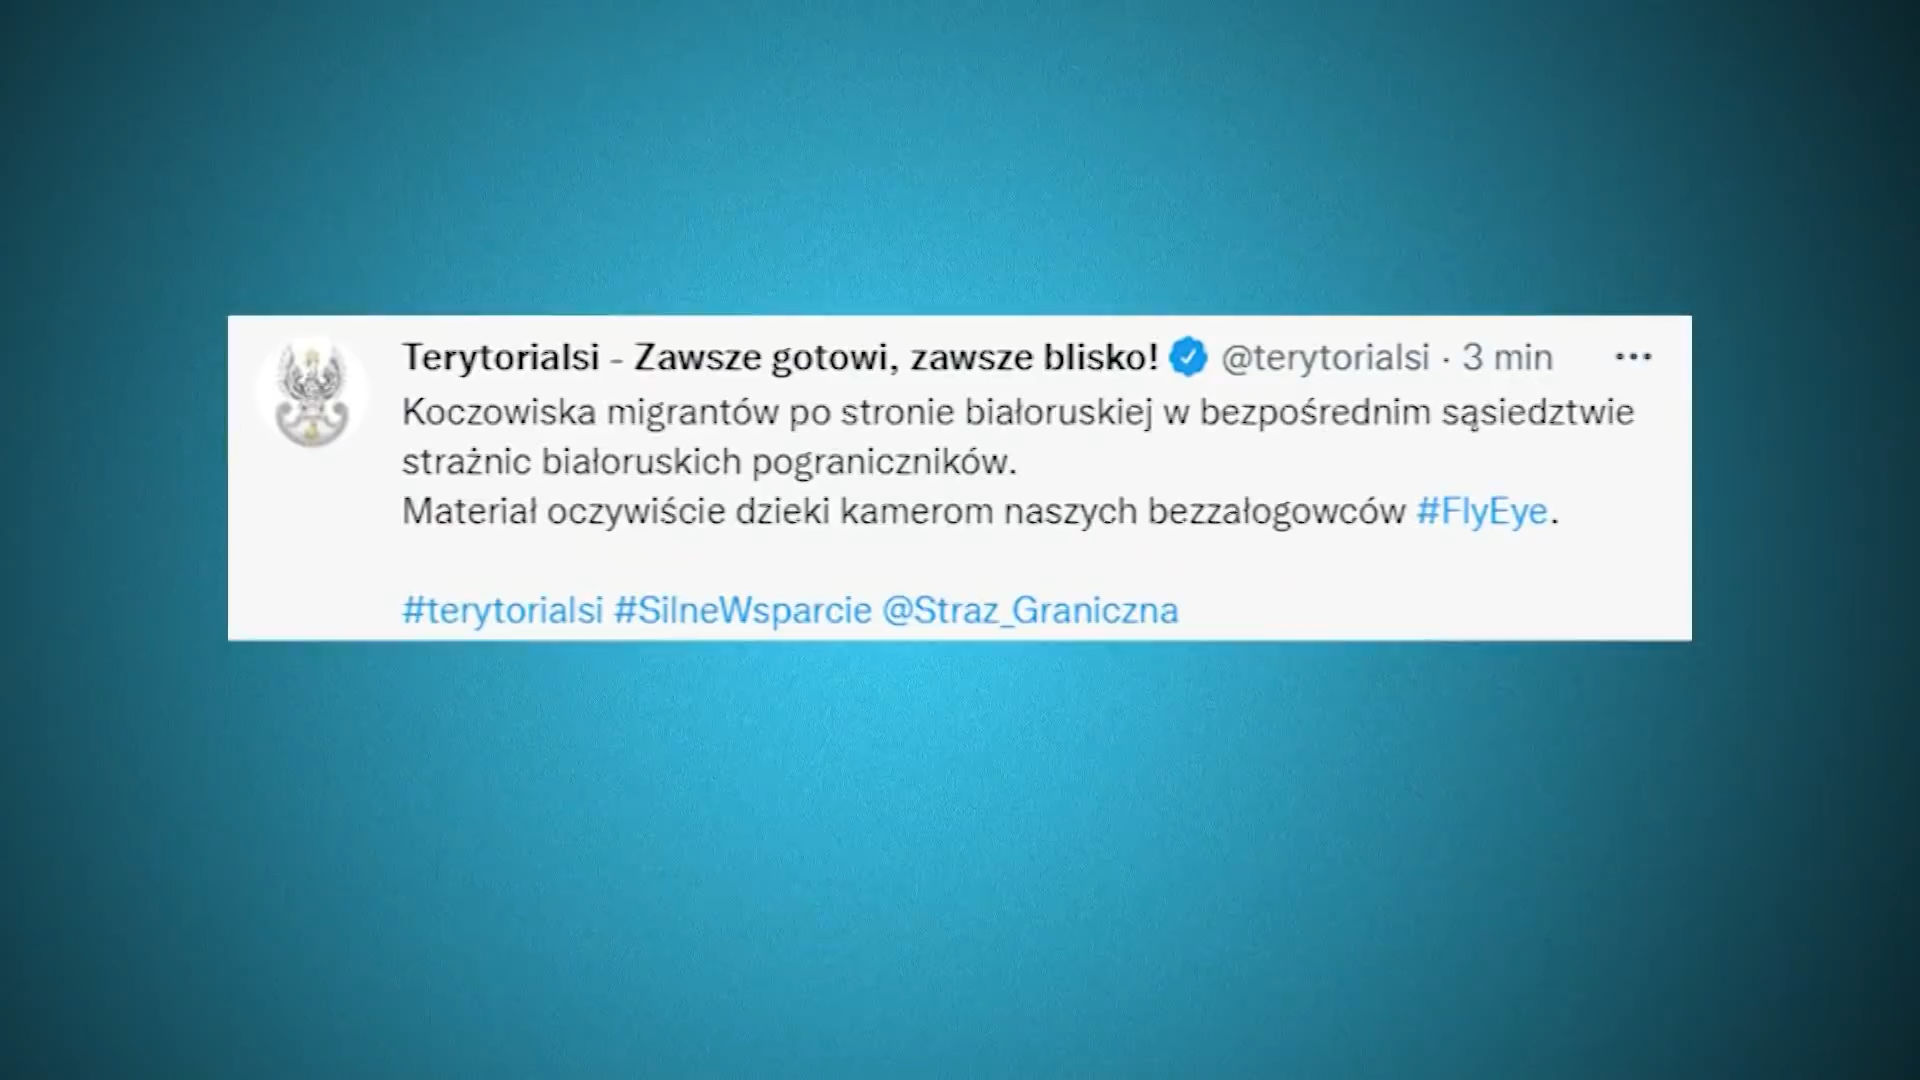 Terytorialsi - Zawsze gotowi, zawsze blisko! @terytorialsi · 3 min
Koczowiska migrantów po stronie białoruskiej w bezpośrednim sąsiedztwie
strażnic białoruskich pograniczników.
Materiał oczywiście dzieki kamerom naszych bezzałogowców #FlyEye.
#terytorialsi #SilneWsparcie @Straz_Graniczna